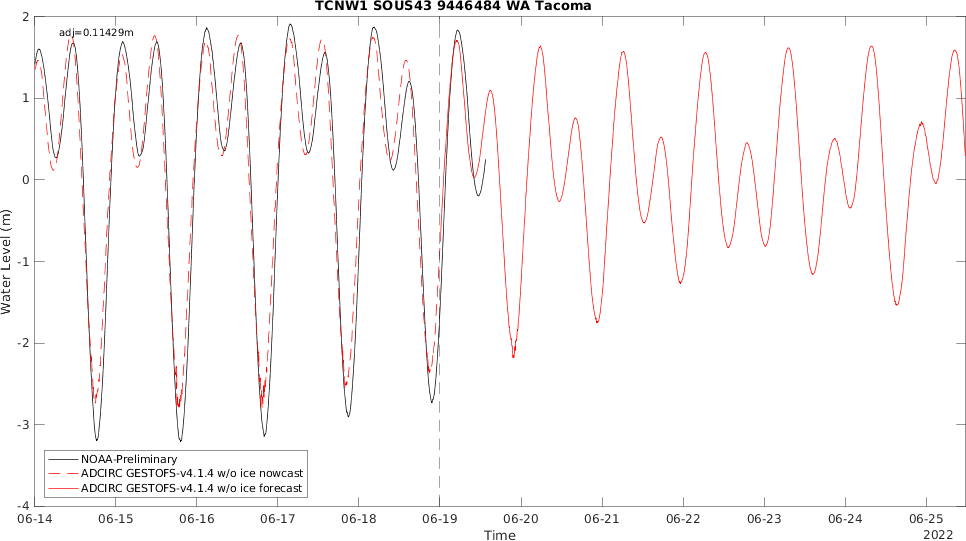 TCNW1 SOUS43 9446484 WA Tacoma
adj=0.11429m
Water Level (m)
2
1
0
-1
-2
-3
-4
NOAA-Preliminary
ADCIRC GESTOFS-v4.1.4 w/o ice nowcast
ADCIRC GESTOFS-v4.1.4 w/o ice forecast
06-14 06-15 06-16 06-17 06-18 06-19 06-20 06-21 06-22 06-23 06-24 06-25
2022
Time